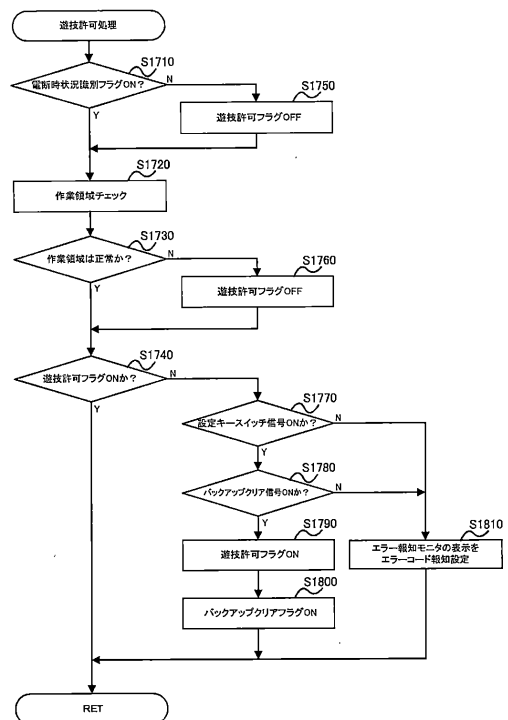 遊技許可処理
S1710
電断時状況識別フラグON？
N
Y
S1750
遊技許可フラグOFF
S1720
作業領域チェック
S1730
作業領域は正常か？
N
Y
S1760
遊技許可フラグOFF
S1740
遊技許可フラグONか？
N
Y
S1770
設定キースイッチ信号ONか？
N
Y
S1780
バックアップクリア信号ONか？
N
Y
S1790
遊技許可フラグON
S1810
エラー報知モニタの表示を
エラーコード報知設定
S1800
バックアップクリアフラグON
RET